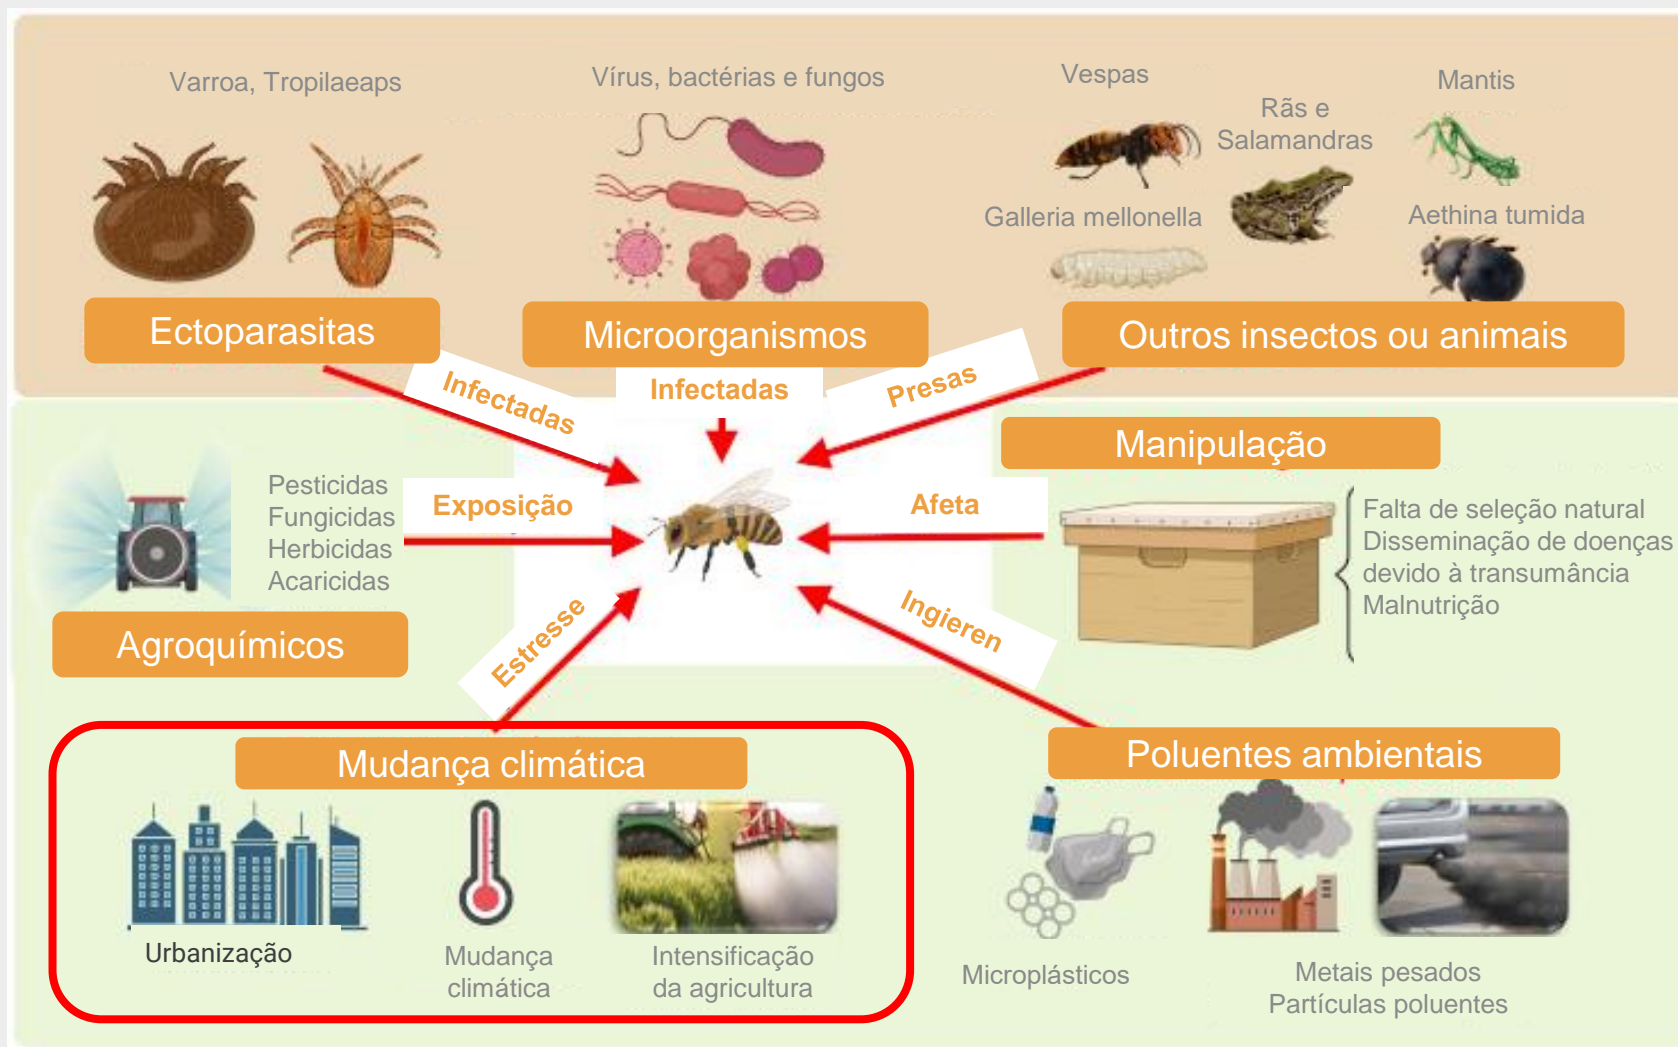 Varroa, Tropilaeaps
Vírus, bactérias e fungos
Vespas
Rãs e
Salamandras
Mantis
Galleria mellonella
Aethina tumida
Ectoparasitas
Microorganismos
Outros insectos ou animais
Infectadas
Infectadas
Presas
Pesticidas
Fungicidas
Herbicidas
Acaricidas
Agroquímicos
Exposição
Afeta
Manipulação
Falta de seleção natural
Disseminação de doenças
devido à transumância
Malnutrição
Estresse
Ingieren
Mudança climática
Urbanização
Mudança
climática
Intensificação
da agricultura
Poluentes ambientais
Microplásticos
Metais pesados
Partículas poluentes